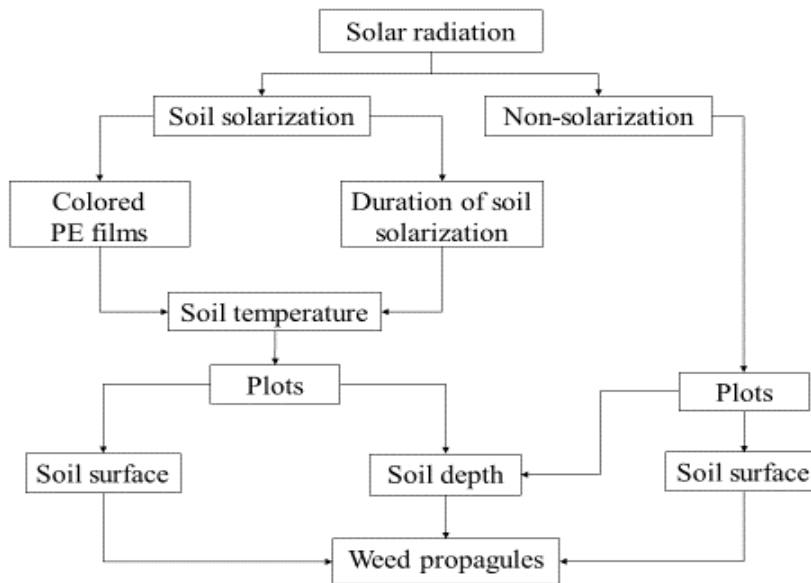 Solar radiation
Soil solarization
Non-solarization
Colored
PE films
Duration of soil
solarization
Soil temperature
Plots
Plots
Soil surface
Soil depth
Soil surface
Weed propagules